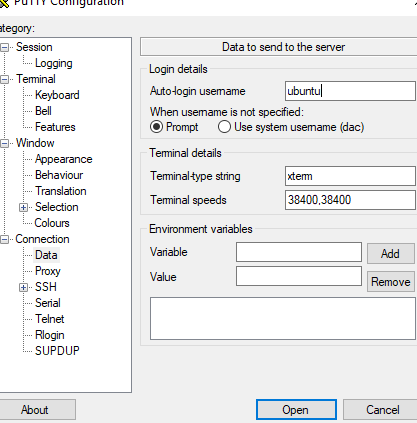 PuTTY Configuration
ategory:
Session
Logging
Terminal
Keyboard
Bell
Features
Window
Appearance
Behaviour
Translation
Selection
Colours
Connection
Data
Proxy
SSH
Serial
Telnet
Rlogin
SUPDUP
Data to send to the server
Login details
Auto-login username ubuntu
When username is not specified:
Prompt Use system username (dac)
Terminal details
Terminal-type string xterm
Terminal speeds 38400,38400
Environment variables
Variable Add
Value Remove
About Open Cancel